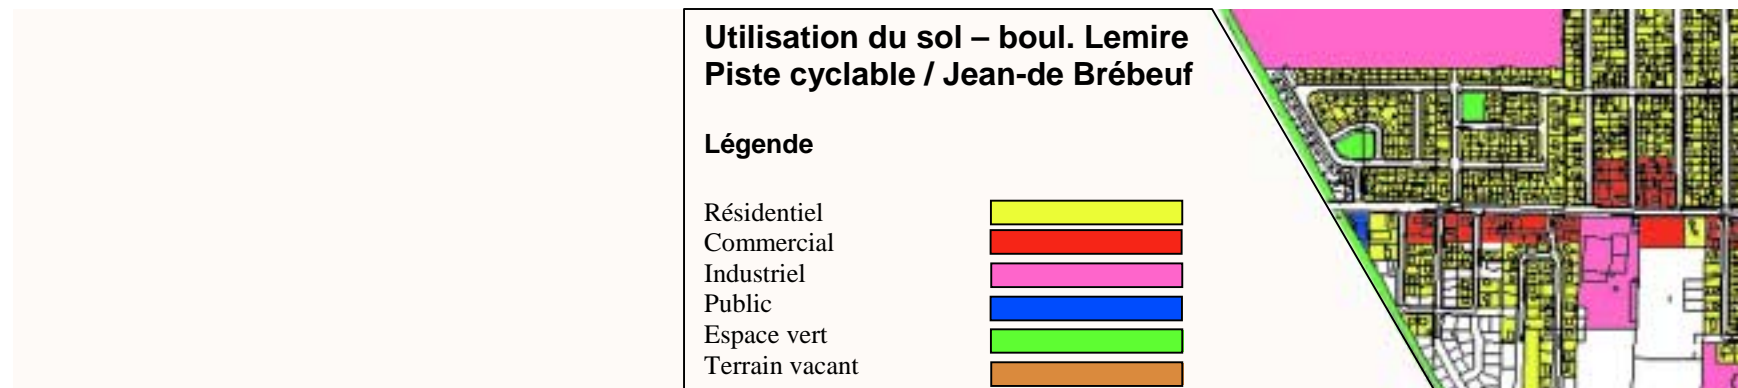 Utilisation du sol – boul. Lemire
Piste cyclable / Jean-de Brébeuf
Légende
Résidentiel
Commercial
Industriel
Public
Espace vert
Terrain vacant